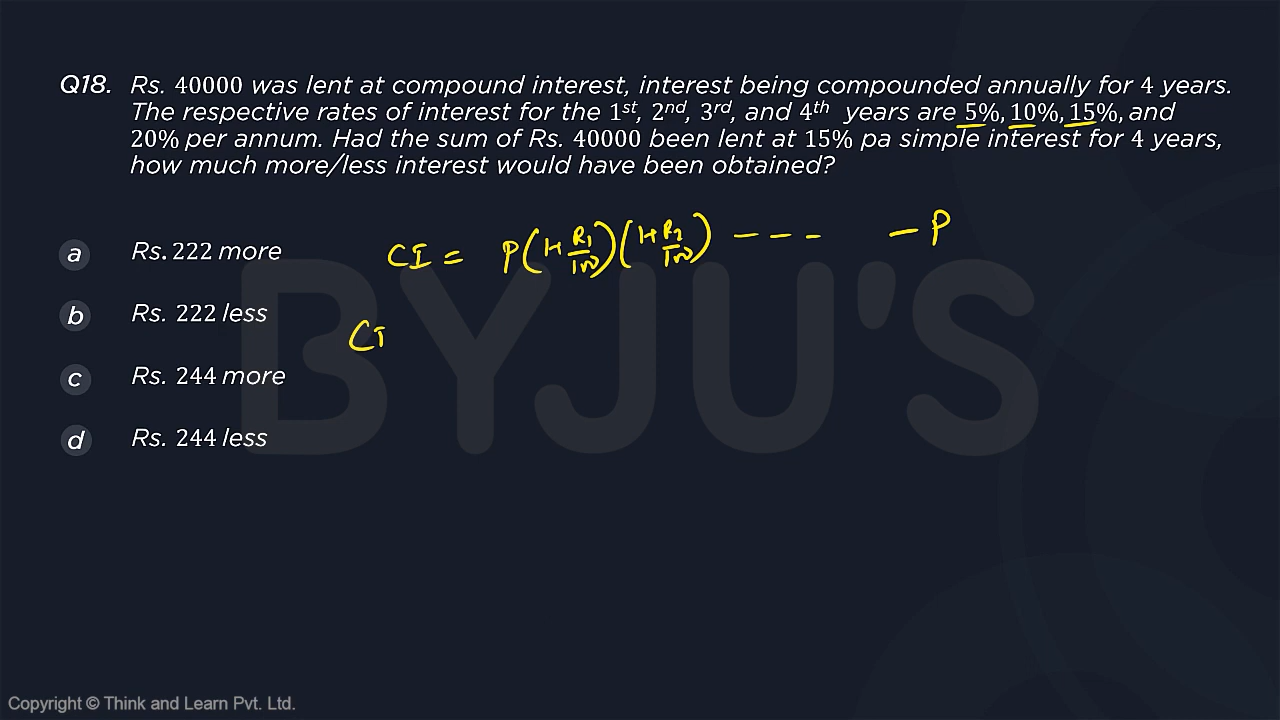 Q18. Rs. 40000 was lent at compound interest, interest being compounded annually for 4 years.
The respective rates of interest for the 1st, 2nd, 3rd, and 4th years are 5%, 10%, 15%, and
20% per annum. Had the sum of Rs. 40000 been lent at 15% pa simple interest for 4 years,
how much more/less interest would have been obtained?
CI = P(1+R1/100)(1+R2/100) ---- - P
a Rs. 222 more
b Rs. 222 less
CI
c Rs. 244 more
d Rs. 244 less
BYJU'S
Copyright © Think and Learn Pvt. Ltd.